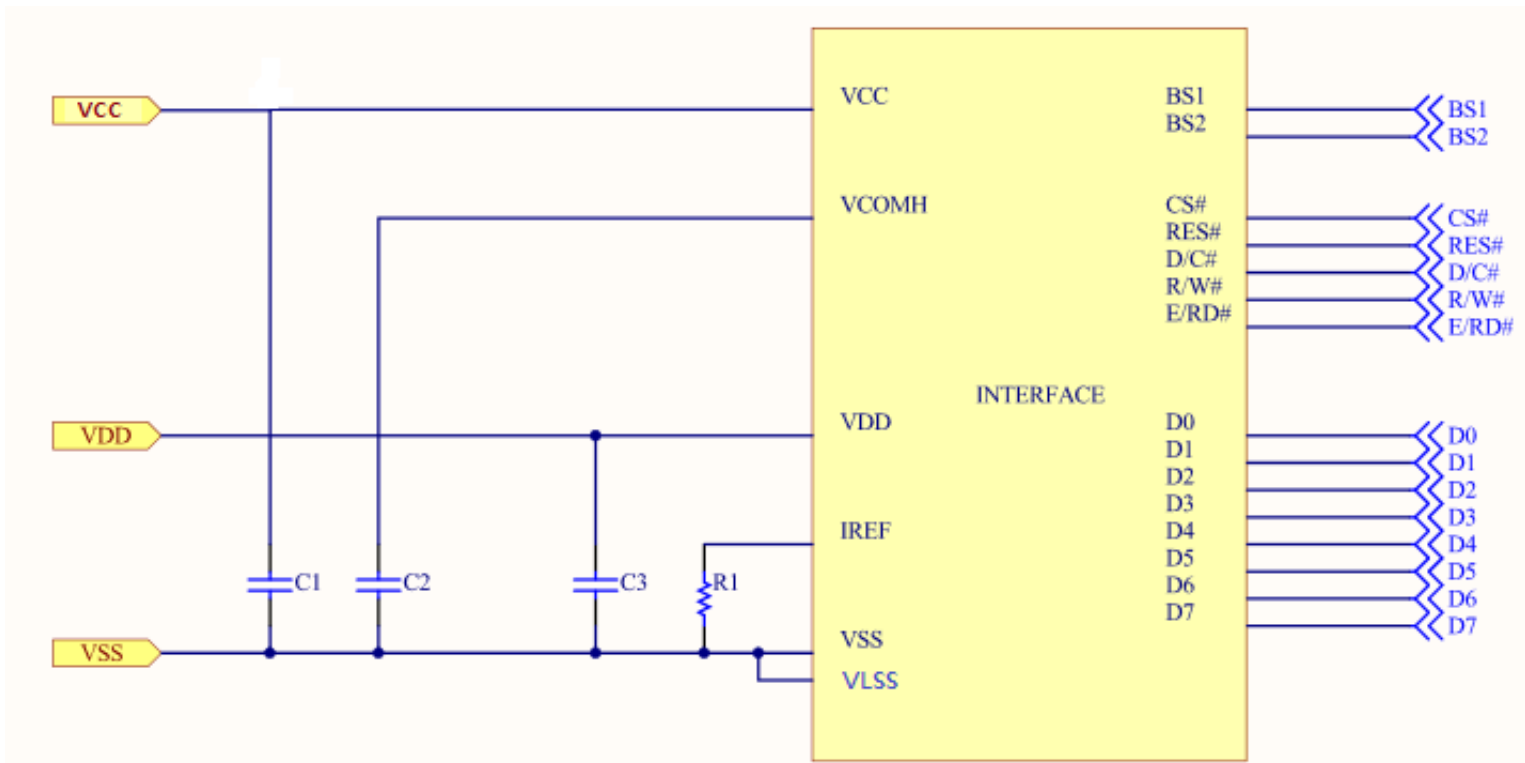 VCC
VCC
BS1
BS1
BS2
BS2
VCOMH
CS#
CS#
RES#
RES#
D/C#
D/C#
R/W#
R/W#
E/RD#
E/RD#
INTERFACE
VDD
VDD
D0
D0
D1
D1
D2
D2
D3
D3
IREF
D4
D4
D5
D5
C1
C2
C3
R1
D6
D6
D7
D7
VSS
VSS
VLSS